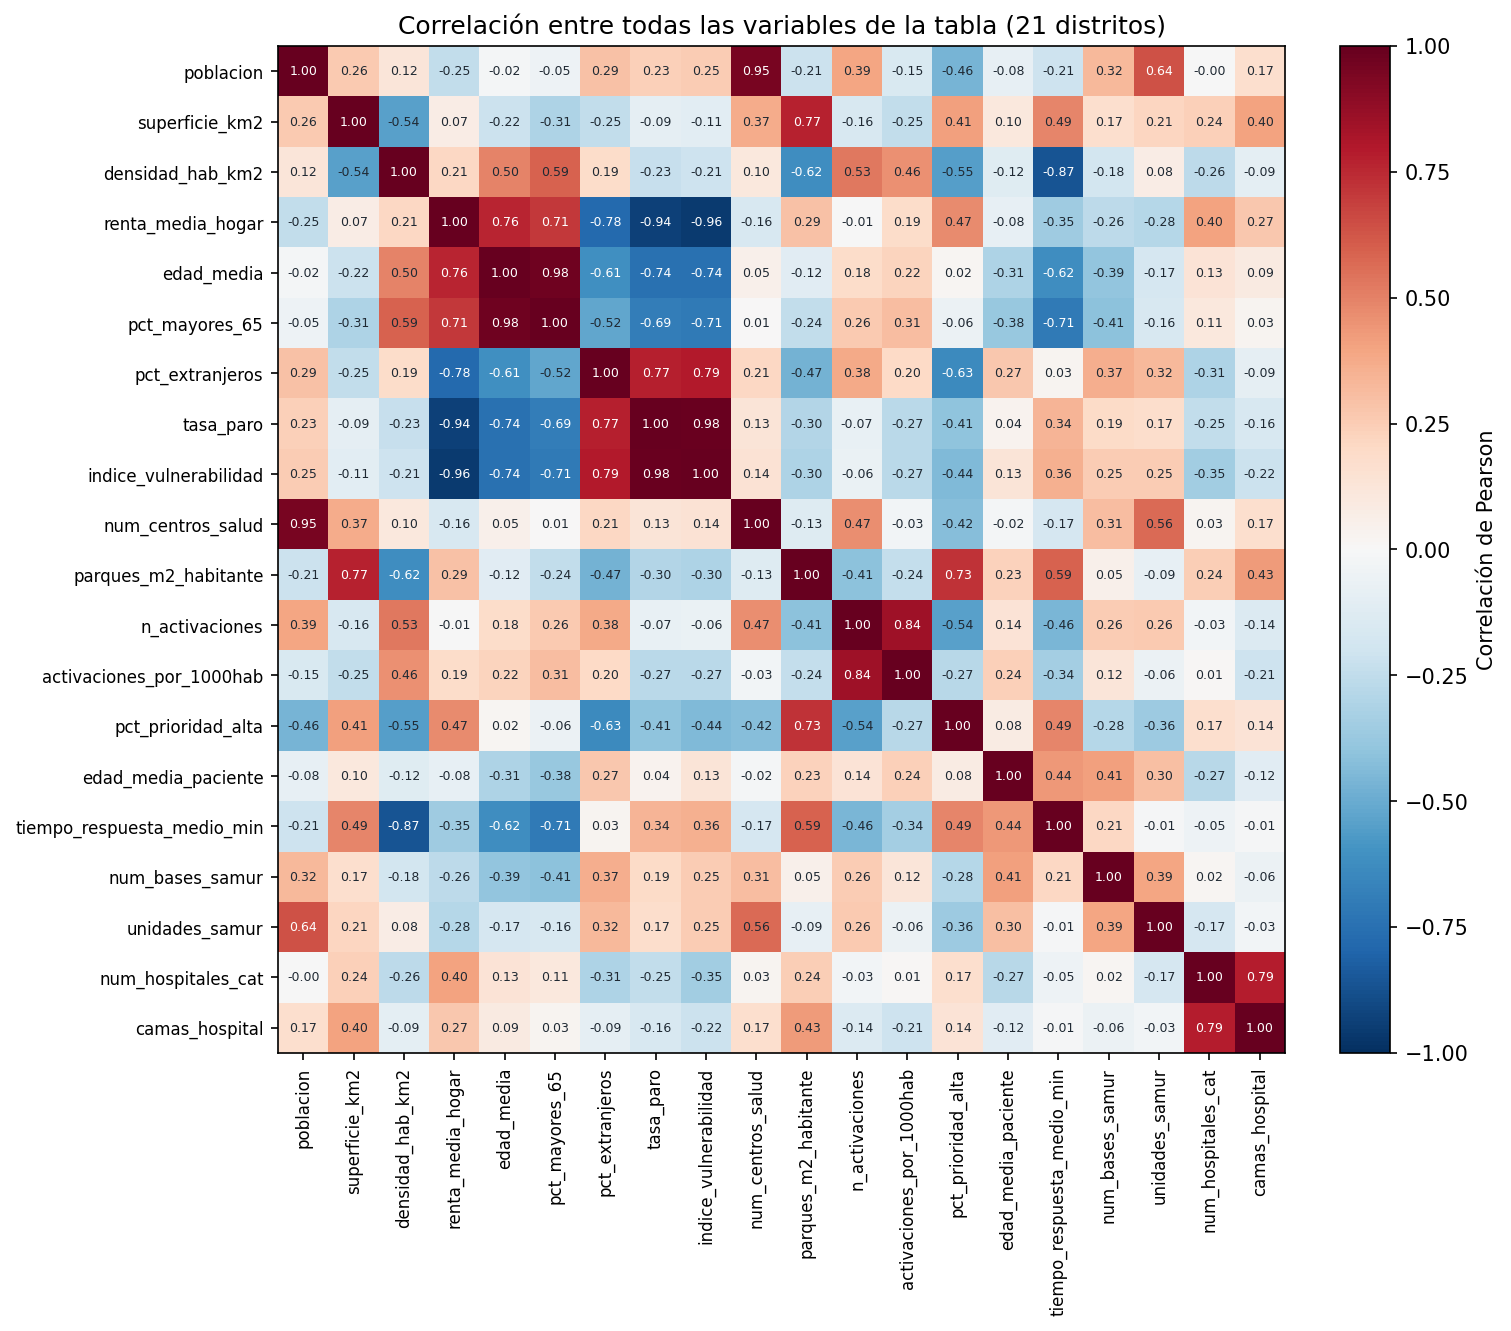 Correlación entre todas las variables de la tabla (21 distritos)
poblacion 1.00 0.26 0.12 -0.25 -0.02 -0.05 0.29 0.23 0.25 0.95 -0.21 0.39 -0.15 -0.46 -0.08 -0.21 0.32 0.64 -0.00 0.17
superficie_km2 0.26 1.00 -0.54 0.07 -0.22 -0.31 -0.25 -0.09 -0.11 0.37 0.77 -0.16 -0.25 0.41 0.10 0.49 0.17 0.21 0.24 0.40
densidad_hab_km2 0.12 -0.54 1.00 0.21 0.50 0.59 0.19 -0.23 -0.21 0.10 -0.62 0.53 0.46 -0.55 -0.12 -0.87 -0.18 0.08 -0.26 -0.09
renta_media_hogar -0.25 0.07 0.21 1.00 0.76 0.71 -0.78 -0.94 -0.96 -0.16 0.29 -0.01 0.19 0.47 -0.08 -0.35 -0.26 -0.28 0.40 0.27
edad_media -0.02 -0.22 0.50 0.76 1.00 0.98 -0.61 -0.74 -0.74 0.05 -0.12 0.18 0.22 0.02 -0.31 -0.62 -0.39 -0.17 0.13 0.09
pct_mayores_65 -0.05 -0.31 0.59 0.71 0.98 1.00 -0.52 -0.69 -0.71 0.01 -0.24 0.26 0.31 -0.06 -0.38 -0.71 -0.41 -0.16 0.11 0.03
pct_extranjeros 0.29 -0.25 0.19 -0.78 -0.61 -0.52 1.00 0.77 0.79 0.21 -0.47 0.38 0.20 -0.63 0.27 0.03 0.37 0.32 -0.31 -0.09
tasa_paro 0.23 -0.09 -0.23 -0.94 -0.74 -0.69 0.77 1.00 0.98 0.13 -0.30 -0.07 -0.27 -0.41 0.04 0.34 0.19 0.17 -0.25 -0.16
indice_vulnerabilidad 0.25 -0.11 -0.21 -0.96 -0.74 -0.71 0.79 0.98 1.00 0.14 -0.30 -0.06 -0.27 -0.44 0.13 0.36 0.25 0.25 -0.35 -0.22
num_centros_salud 0.95 0.37 0.10 -0.16 0.05 0.01 0.21 0.13 0.14 1.00 -0.13 0.47 -0.03 -0.42 -0.02 -0.17 0.31 0.56 0.03 0.17
parques_m2_habitante -0.21 0.77 -0.62 0.29 -0.12 -0.24 -0.47 -0.30 -0.30 -0.13 1.00 -0.41 -0.24 0.73 0.23 0.59 0.05 -0.09 0.24 0.43
n_activaciones 0.39 -0.16 0.53 -0.01 0.18 0.26 0.38 -0.07 -0.06 0.47 -0.41 1.00 0.84 -0.54 0.14 -0.46 0.26 0.26 -0.03 -0.14
activaciones_por_1000hab -0.15 -0.25 0.46 0.19 0.22 0.31 0.20 -0.27 -0.27 -0.03 -0.24 0.84 1.00 -0.27 0.24 -0.34 0.12 -0.06 0.01 -0.21
pct_prioridad_alta -0.46 0.41 -0.55 0.47 0.02 -0.06 -0.63 -0.41 -0.44 -0.42 0.73 -0.54 -0.27 1.00 0.08 0.49 -0.28 -0.36 0.17 0.14
edad_media_paciente -0.08 0.10 -0.12 -0.08 -0.31 -0.38 0.27 0.04 0.13 -0.02 0.23 0.14 0.24 0.08 1.00 0.44 0.41 0.30 -0.27 -0.12
tiempo_respuesta_medio_min -0.21 0.49 -0.87 -0.35 -0.62 -0.71 0.03 0.34 0.36 -0.17 0.59 -0.46 -0.34 0.49 0.44 1.00 0.21 -0.01 -0.05 -0.01
num_bases_samur 0.32 0.17 -0.18 -0.26 -0.39 -0.41 0.37 0.19 0.25 0.31 0.05 0.26 0.12 -0.28 0.41 0.21 1.00 0.39 0.02 -0.06
unidades_samur 0.64 0.21 0.08 -0.28 -0.17 -0.16 0.32 0.17 0.25 0.56 -0.09 0.26 -0.06 -0.36 0.30 -0.01 0.39 1.00 -0.17 -0.03
num_hospitales_cat -0.00 0.24 -0.26 0.40 0.13 0.11 -0.31 -0.25 -0.35 0.03 0.24 -0.03 0.01 0.17 -0.27 -0.05 0.02 -0.17 1.00 0.79
camas_hospital 0.17 0.40 -0.09 0.27 0.09 0.03 -0.09 -0.16 -0.22 0.17 0.43 -0.14 -0.21 0.14 -0.12 -0.01 -0.06 -0.03 0.79 1.00
poblacion
superficie_km2
densidad_hab_km2
renta_media_hogar
edad_media
pct_mayores_65
pct_extranjeros
tasa_paro
indice_vulnerabilidad
num_centros_salud
parques_m2_habitante
n_activaciones
activaciones_por_1000hab
pct_prioridad_alta
edad_media_paciente
tiempo_respuesta_medio_min
num_bases_samur
unidades_samur
num_hospitales_cat
camas_hospital
1.00
0.75
0.50
0.25
0.00
−0.25
−0.50
−0.75
−1.00
Correlación de Pearson